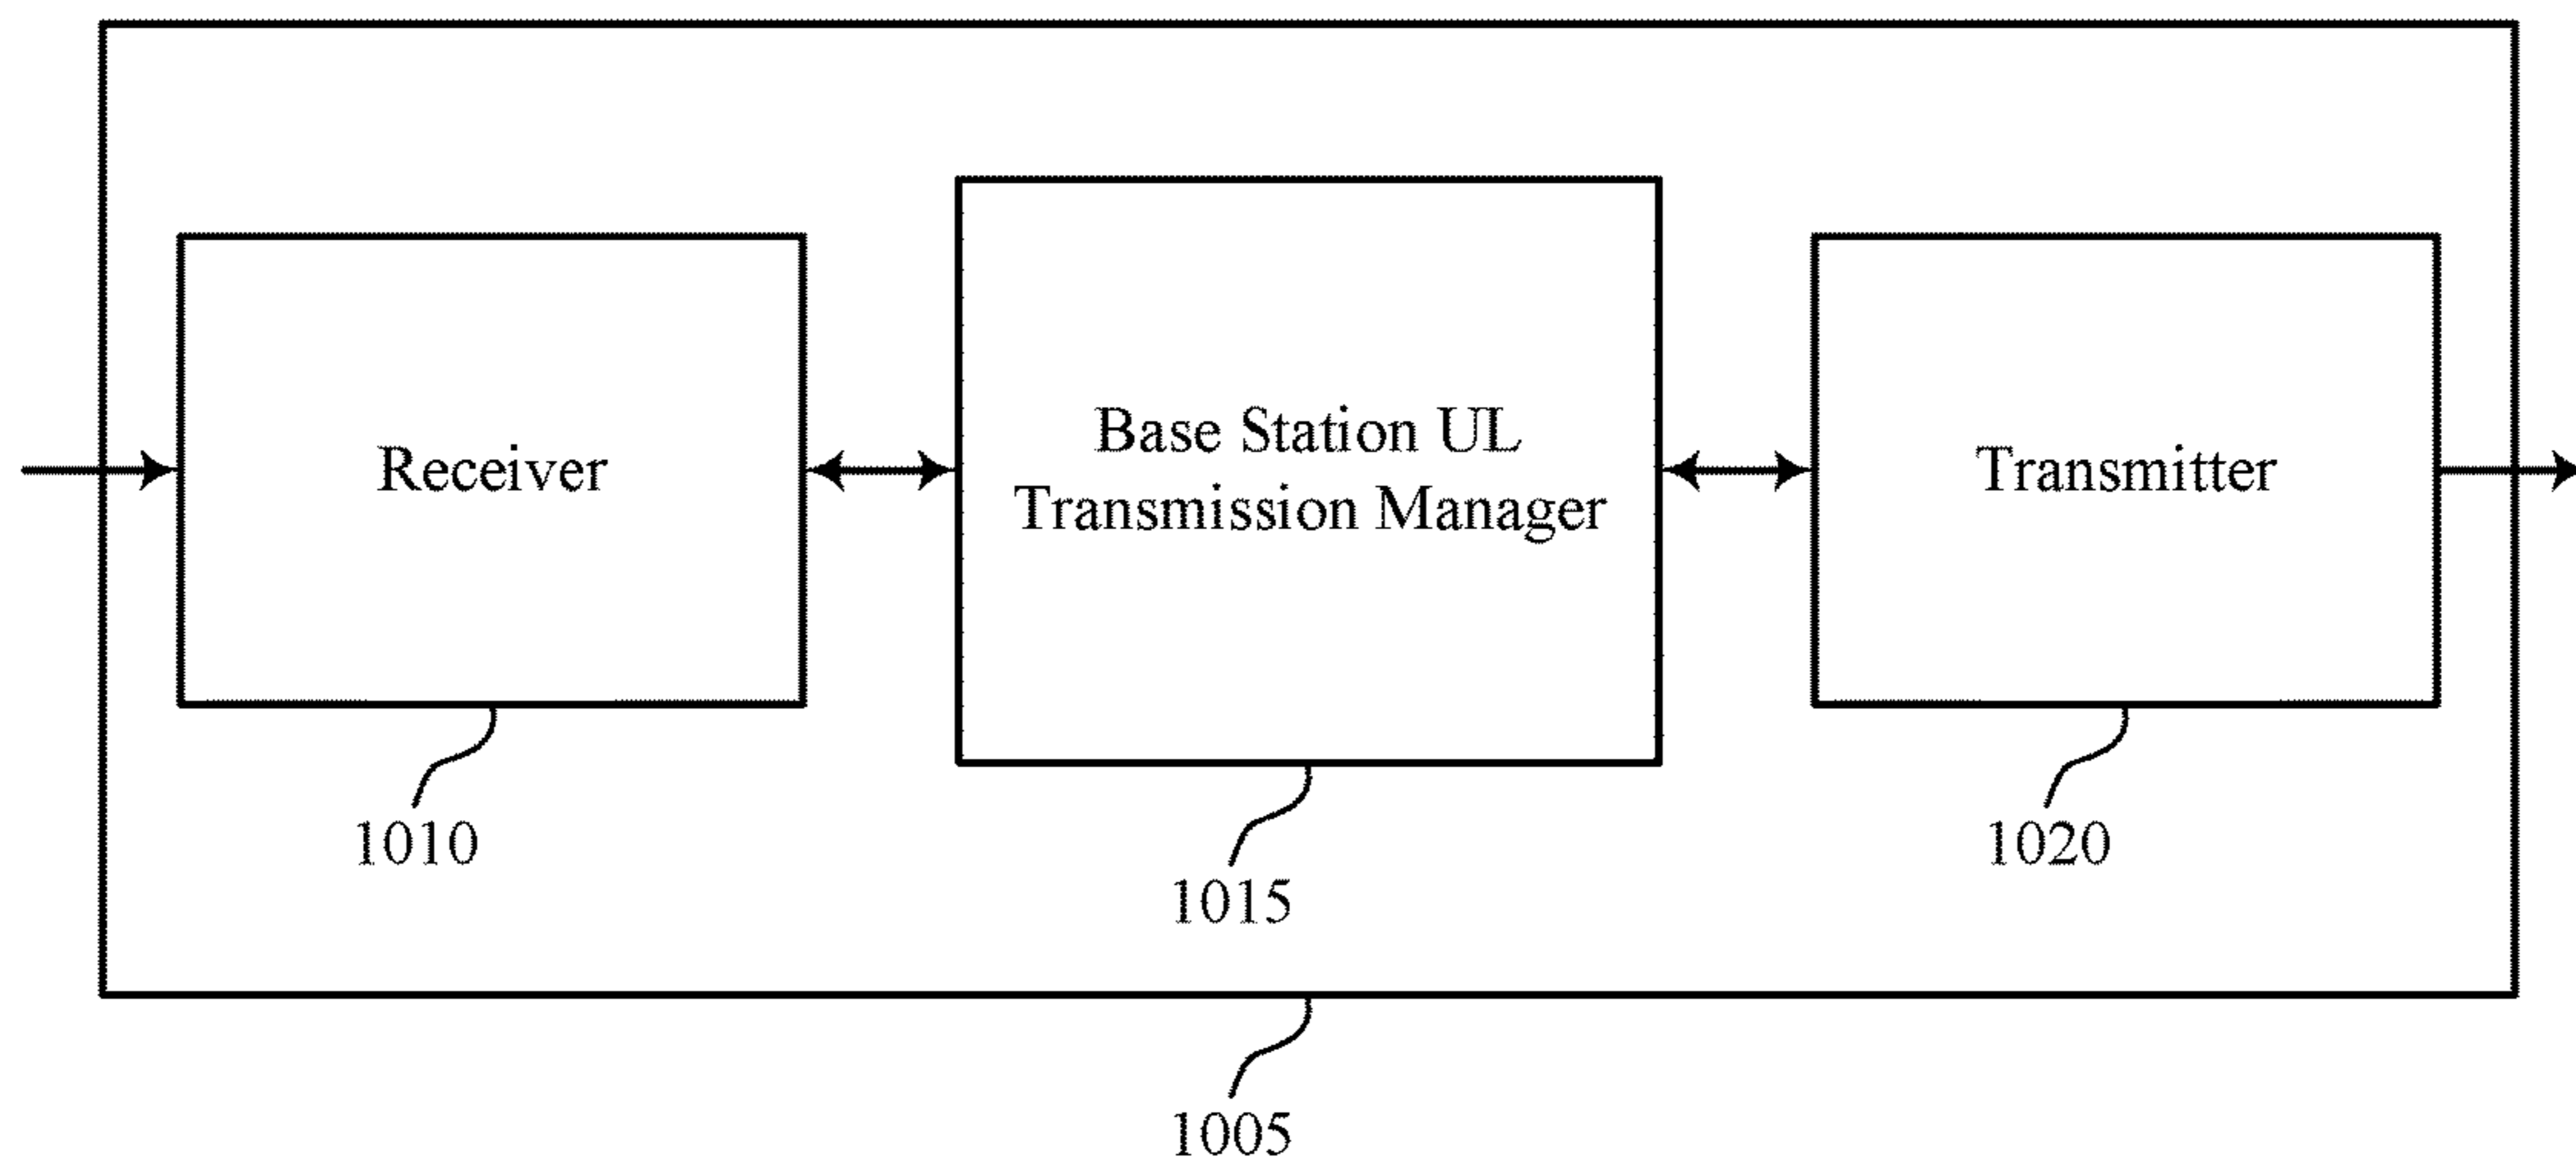 Receiver
Base Station UL
Transmission Manager
Transmitter
1010
1015
1020
1005